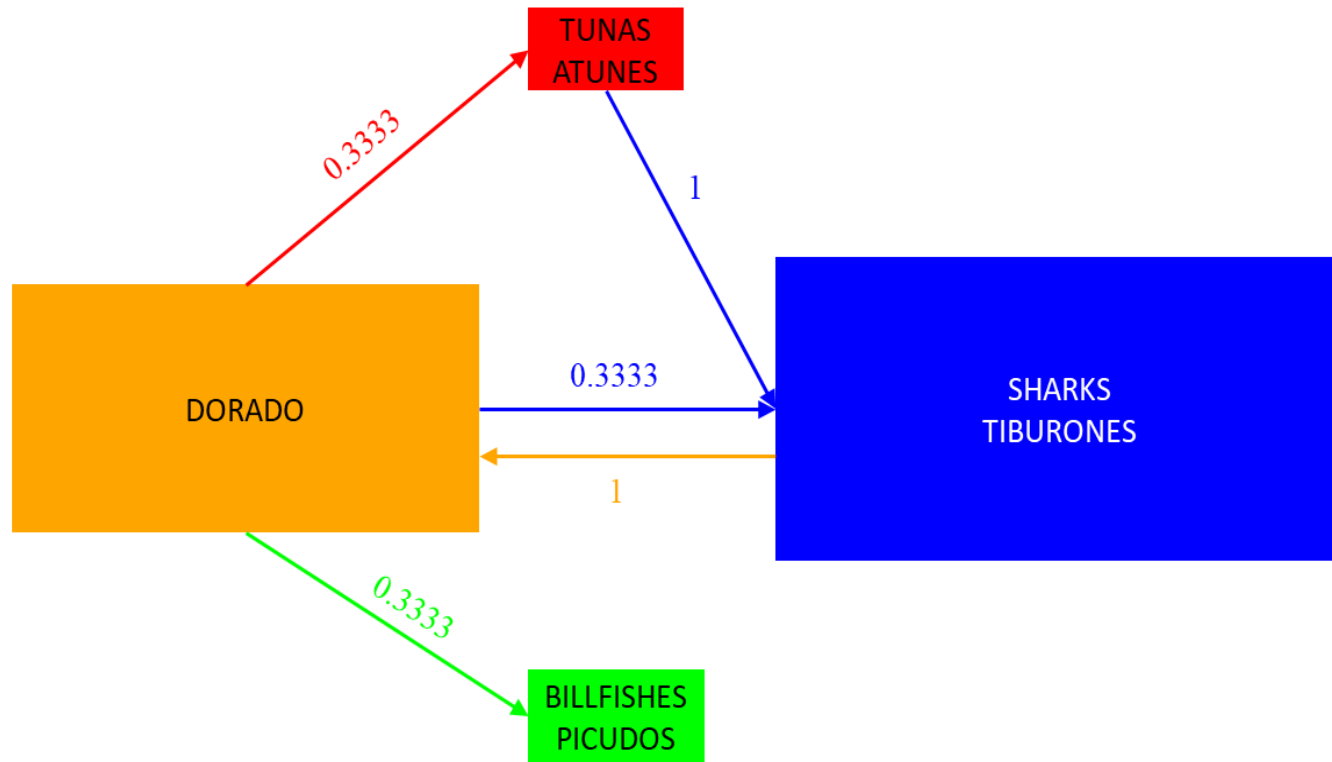 TUNAS
ATUNES
0.3333
1
0.3333
DORADO
SHARKS
TIBURONES
1
0.3333
BILLFISHES
PICUDOS